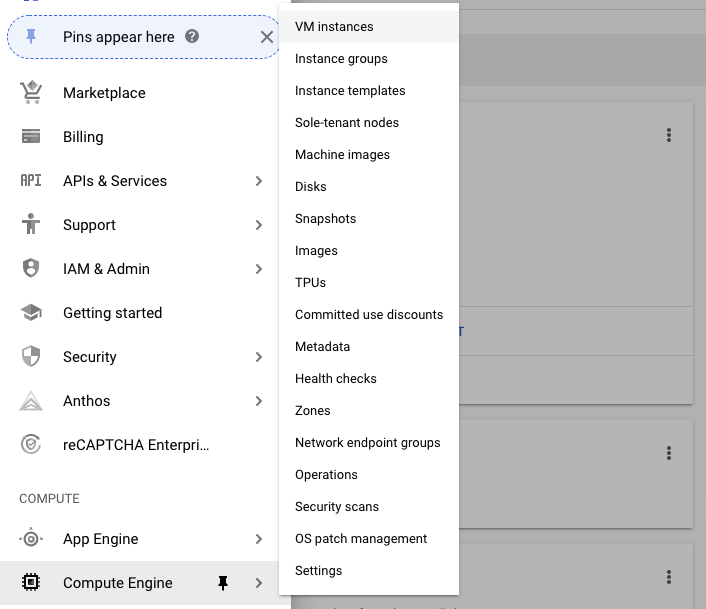 Pins appear here
Marketplace
Billing
API APIs & Services
Support
IAM & Admin
Getting started
Security
Anthos
reCAPTCHA Enterpri...
COMPUTE
App Engine
Compute Engine
VM instances
Instance groups
Instance templates
Sole-tenant nodes
Machine images
Disks
Snapshots
Images
TPUs
Committed use discounts
Metadata
Health checks
Zones
Network endpoint groups
Operations
Security scans
OS patch management
Settings